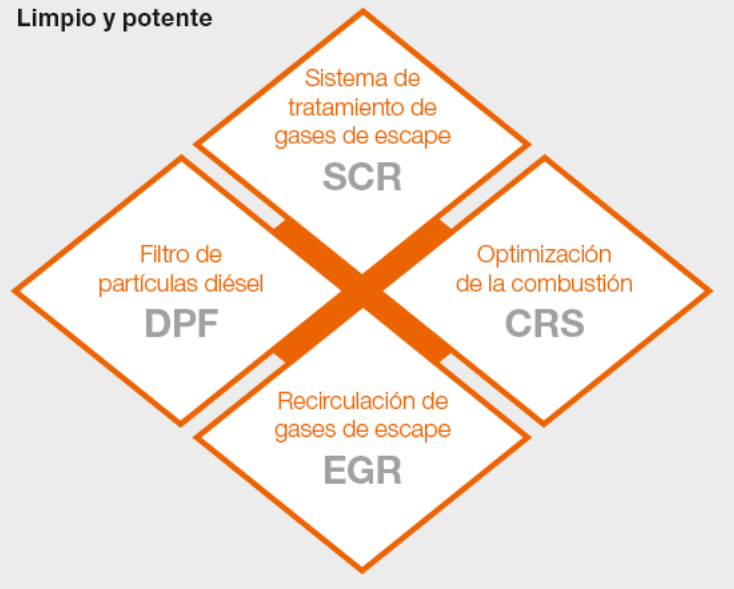 Limpio y potente
Sistema de
tratamiento de
gases de escape
SCR
Filtro de
partículas diésel
DPF
Optimización
de la combustión
CRS
Recirculación de
gases de escape
EGR